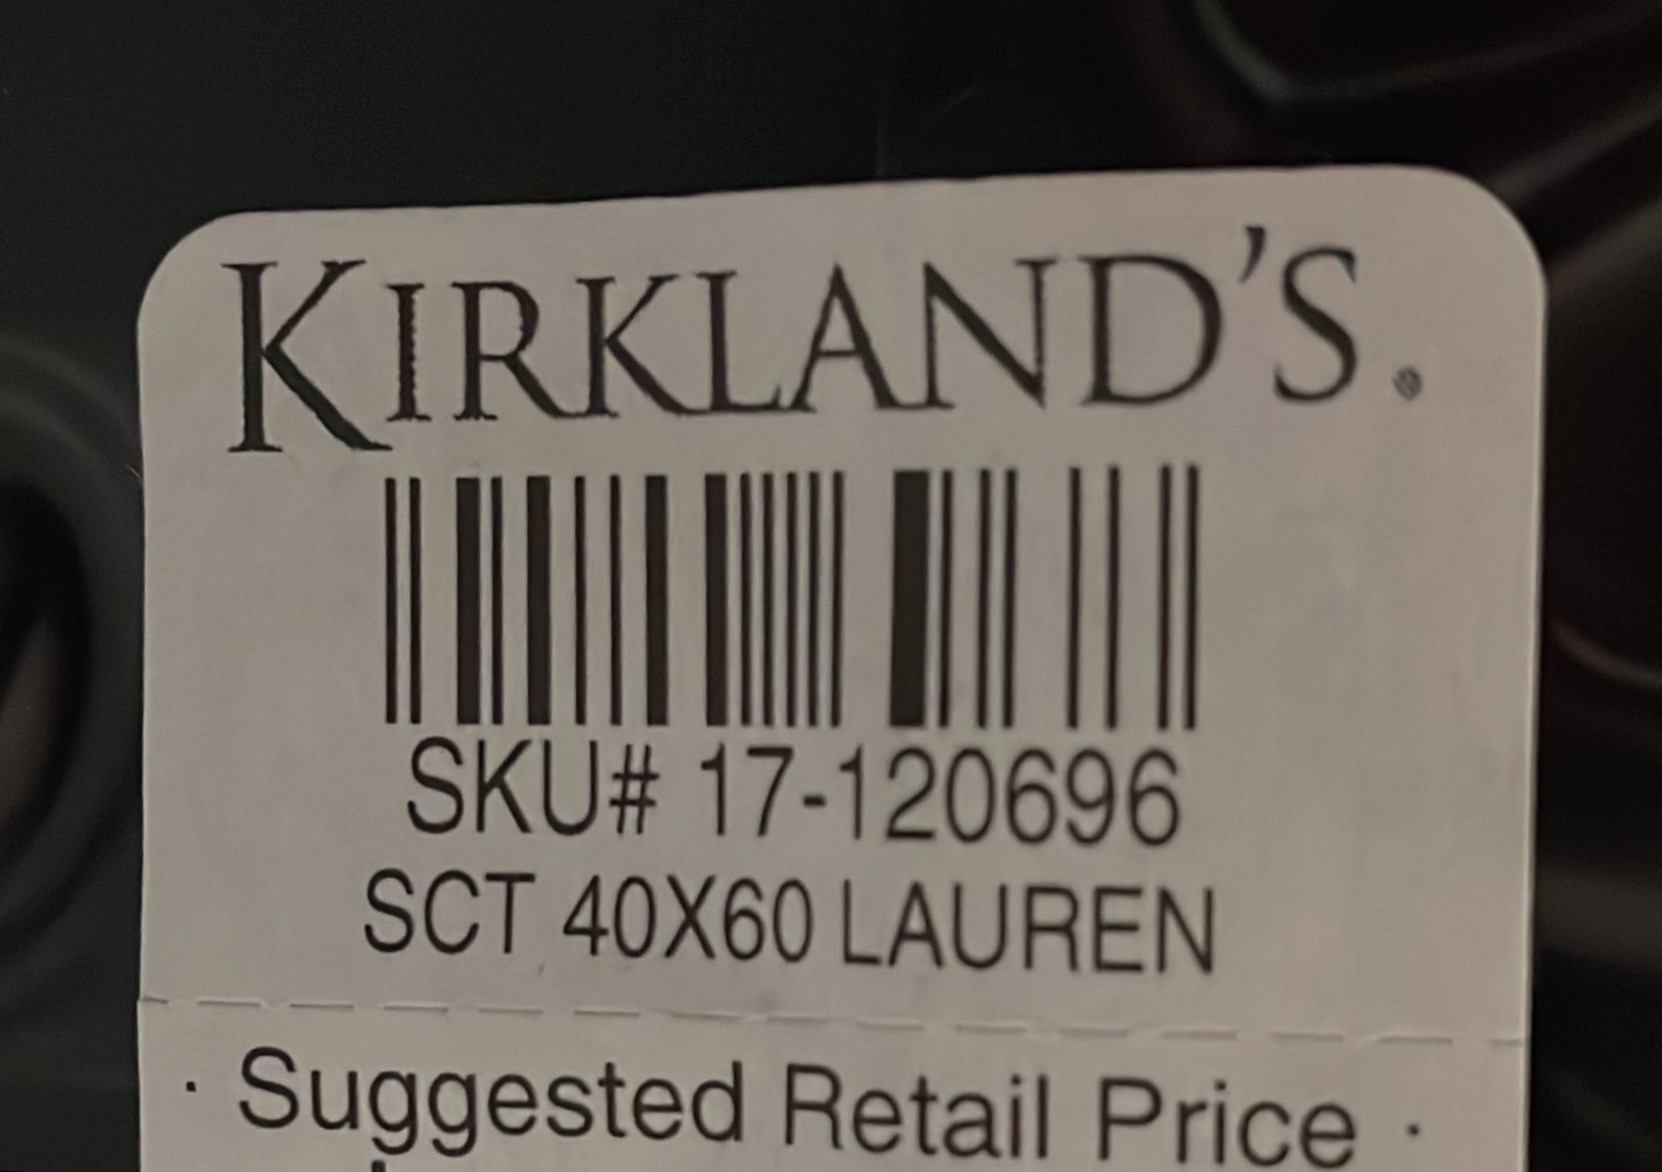 KIRKLAND'S®
SKU# 17-120696
SCT 40X60 LAUREN
· Suggested Retail Price ·